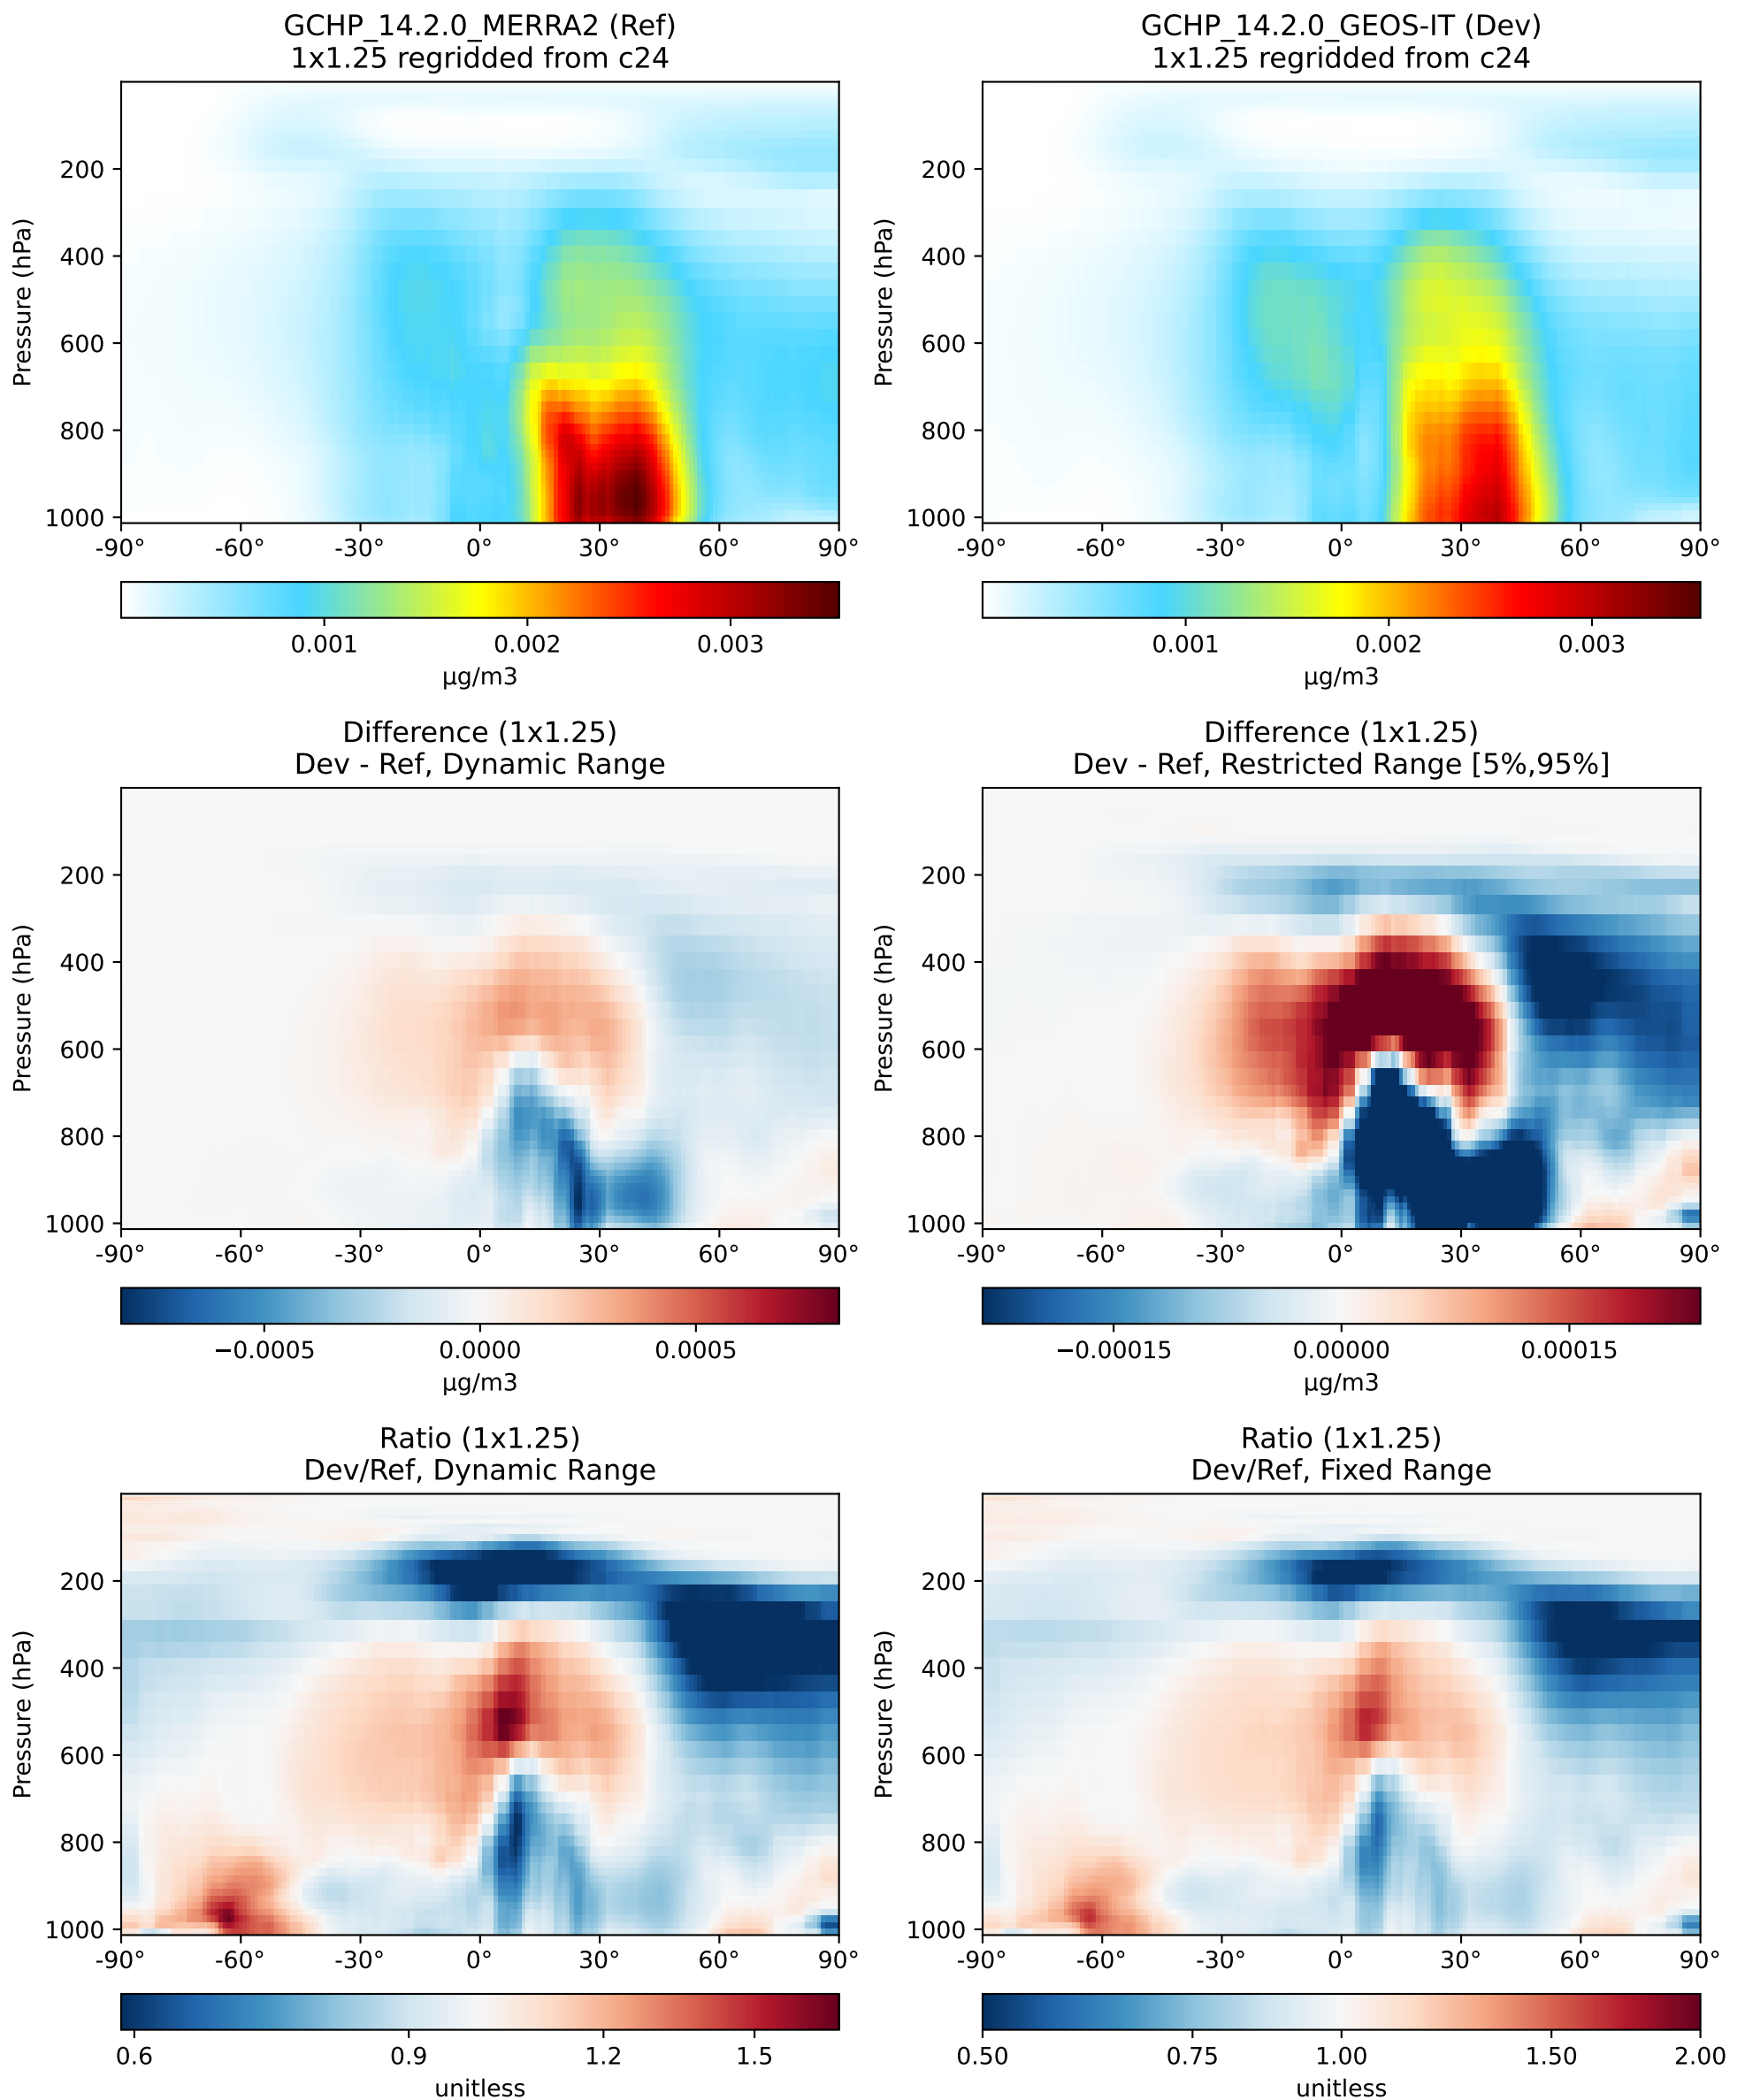 GCHP_14.2.0_MERRA2 (Ref)
1x1.25 regridded from c24
Pressure (hPa)
200
400
600
800
1000
-90° -60° -30° 0° 30° 60° 90°
0.001 0.002 0.003
µg/m3
GCHP_14.2.0_GEOS-IT (Dev)
1x1.25 regridded from c24
Pressure (hPa)
200
400
600
800
1000
-90° -60° -30° 0° 30° 60° 90°
0.001 0.002 0.003
µg/m3
Difference (1x1.25)
Dev - Ref, Dynamic Range
Pressure (hPa)
200
400
600
800
1000
-90° -60° -30° 0° 30° 60° 90°
−0.0005 0.0000 0.0005
µg/m3
Difference (1x1.25)
Dev - Ref, Restricted Range [5%,95%]
Pressure (hPa)
200
400
600
800
1000
-90° -60° -30° 0° 30° 60° 90°
−0.00015 0.00000 0.00015
µg/m3
Ratio (1x1.25)
Dev/Ref, Dynamic Range
Pressure (hPa)
200
400
600
800
1000
-90° -60° -30° 0° 30° 60° 90°
0.6 0.9 1.2 1.5
unitless
Ratio (1x1.25)
Dev/Ref, Fixed Range
Pressure (hPa)
200
400
600
800
1000
-90° -60° -30° 0° 30° 60° 90°
0.50 0.75 1.00 1.50 2.00
unitless